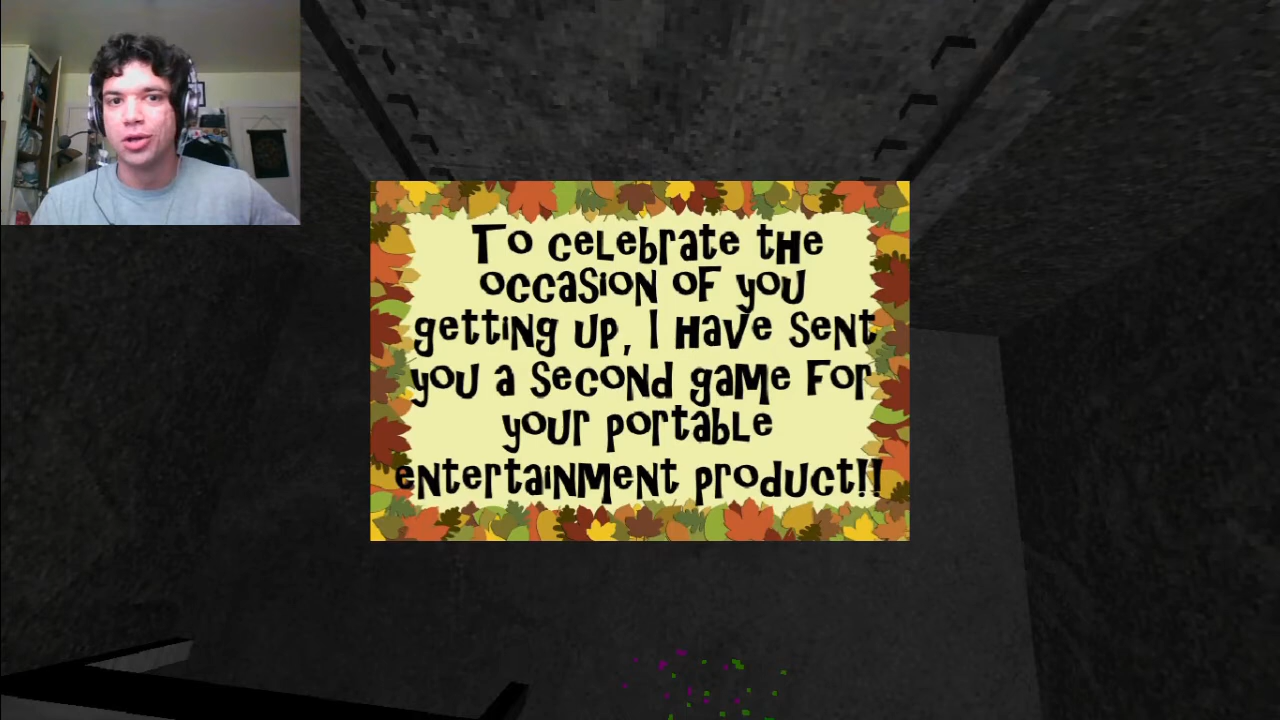 To celebrate the
occasion of you
getting up, I have sent
you a second game for
your portable
entertainment product!!